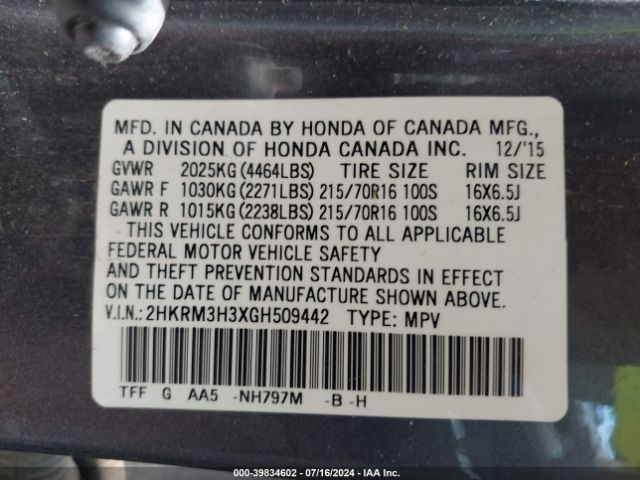 MFD. IN CANADA BY HONDA OF CANADA MFG.,
A DIVISION OF HONDA CANADA INC. 12/'15
GVWR 2025KG(4464LBS) TIRE SIZE RIM SIZE
GAWR F 1030KG(2271LBS) 215/70R16 100S 16X6.5J
GAWR R 1015KG(2238LBS) 215/70R16 100S 16X6.5J
THIS VEHICLE CONFORMS TO ALL APPLICABLE
FEDERAL MOTOR VEHICLE SAFETY
AND THEFT PREVENTION STANDARDS IN EFFECT
ON THE DATE OF MANUFACTURE SHOWN ABOVE.
V.I.N.: 2HKRM3H3XGH509442 TYPE: MPV
TFF G AA5 -NH797M -B -H
000-39834602 / 07/16/2024 - IAA Inc.